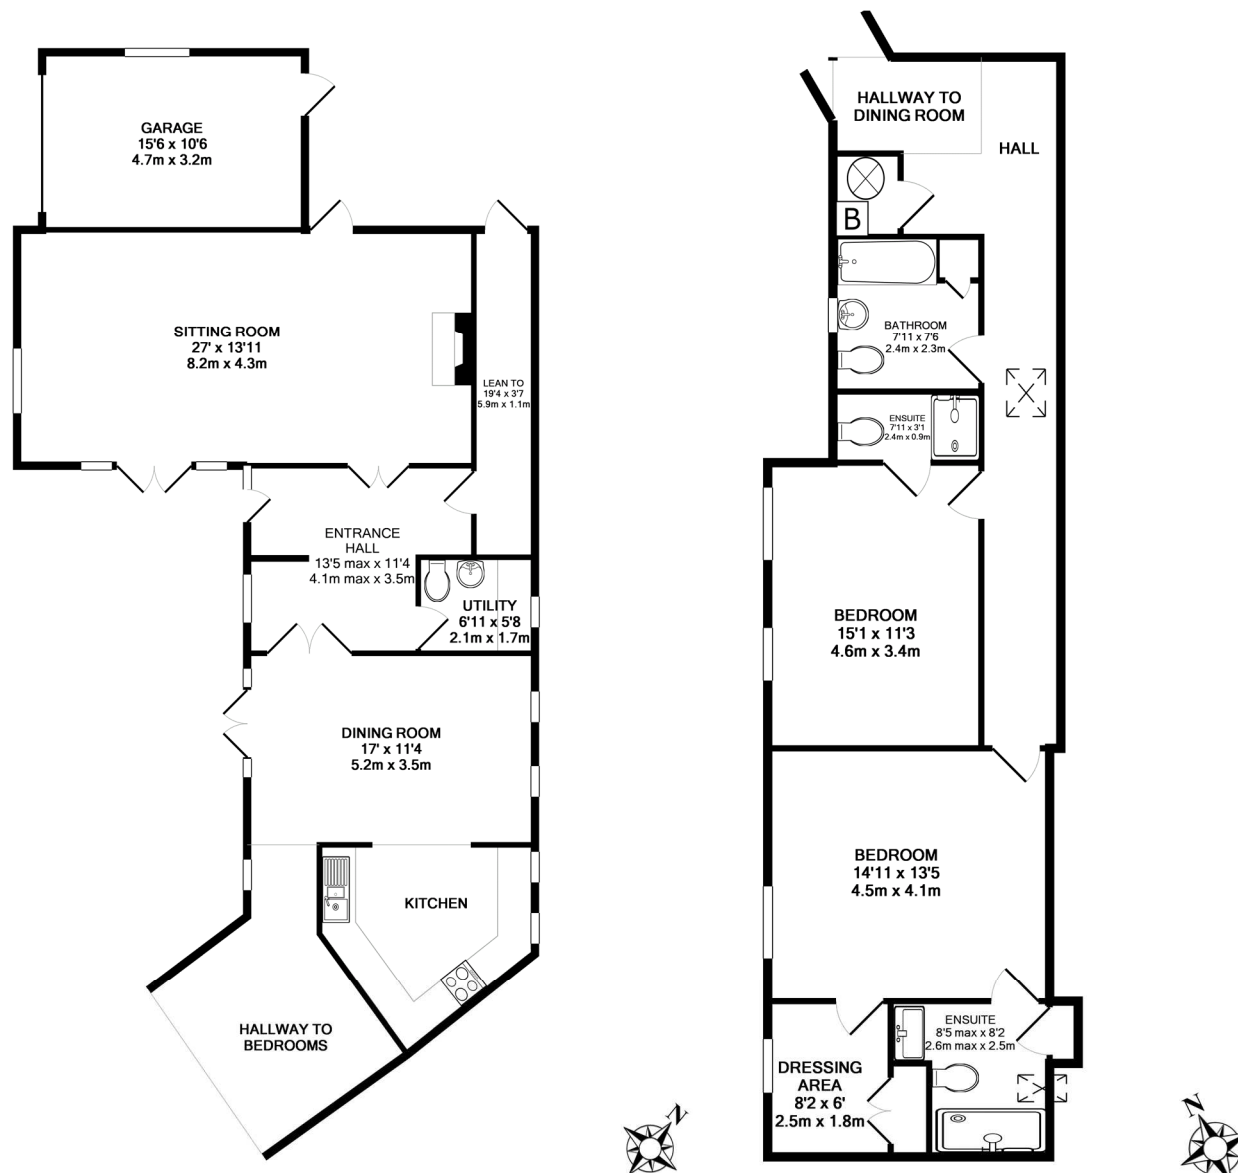 GARAGE
15'6 x 10'6
4.7m x 3.2m
SITTING ROOM
27' x 13'11
8.2m x 4.3m
LEAN TO
19'4 x 3'7
5.9m x 1.1m
ENTRANCE
HALL
13'5 max x 11'4
4.1m max x 3.5m
UTILITY
6'11 x 5'8
2.1m x 1.7m
DINING ROOM
17' x 11'4
5.2m x 3.5m
KITCHEN
HALLWAY TO
BEDROOMS
N
HALLWAY TO
DINING ROOM
HALL
B
BATHROOM
7'11 x 7'6
2.4m x 2.3m
ENSUITE
7'11 x 3'1
2.4m x 0.9m
BEDROOM
15'1 x 11'3
4.6m x 3.4m
BEDROOM
14'11 x 13'5
4.5m x 4.1m
ENSUITE
8'5 max x 8'2
2.6m max x 2.5m
DRESSING
AREA
8'2 x 6'
2.5m x 1.8m
N